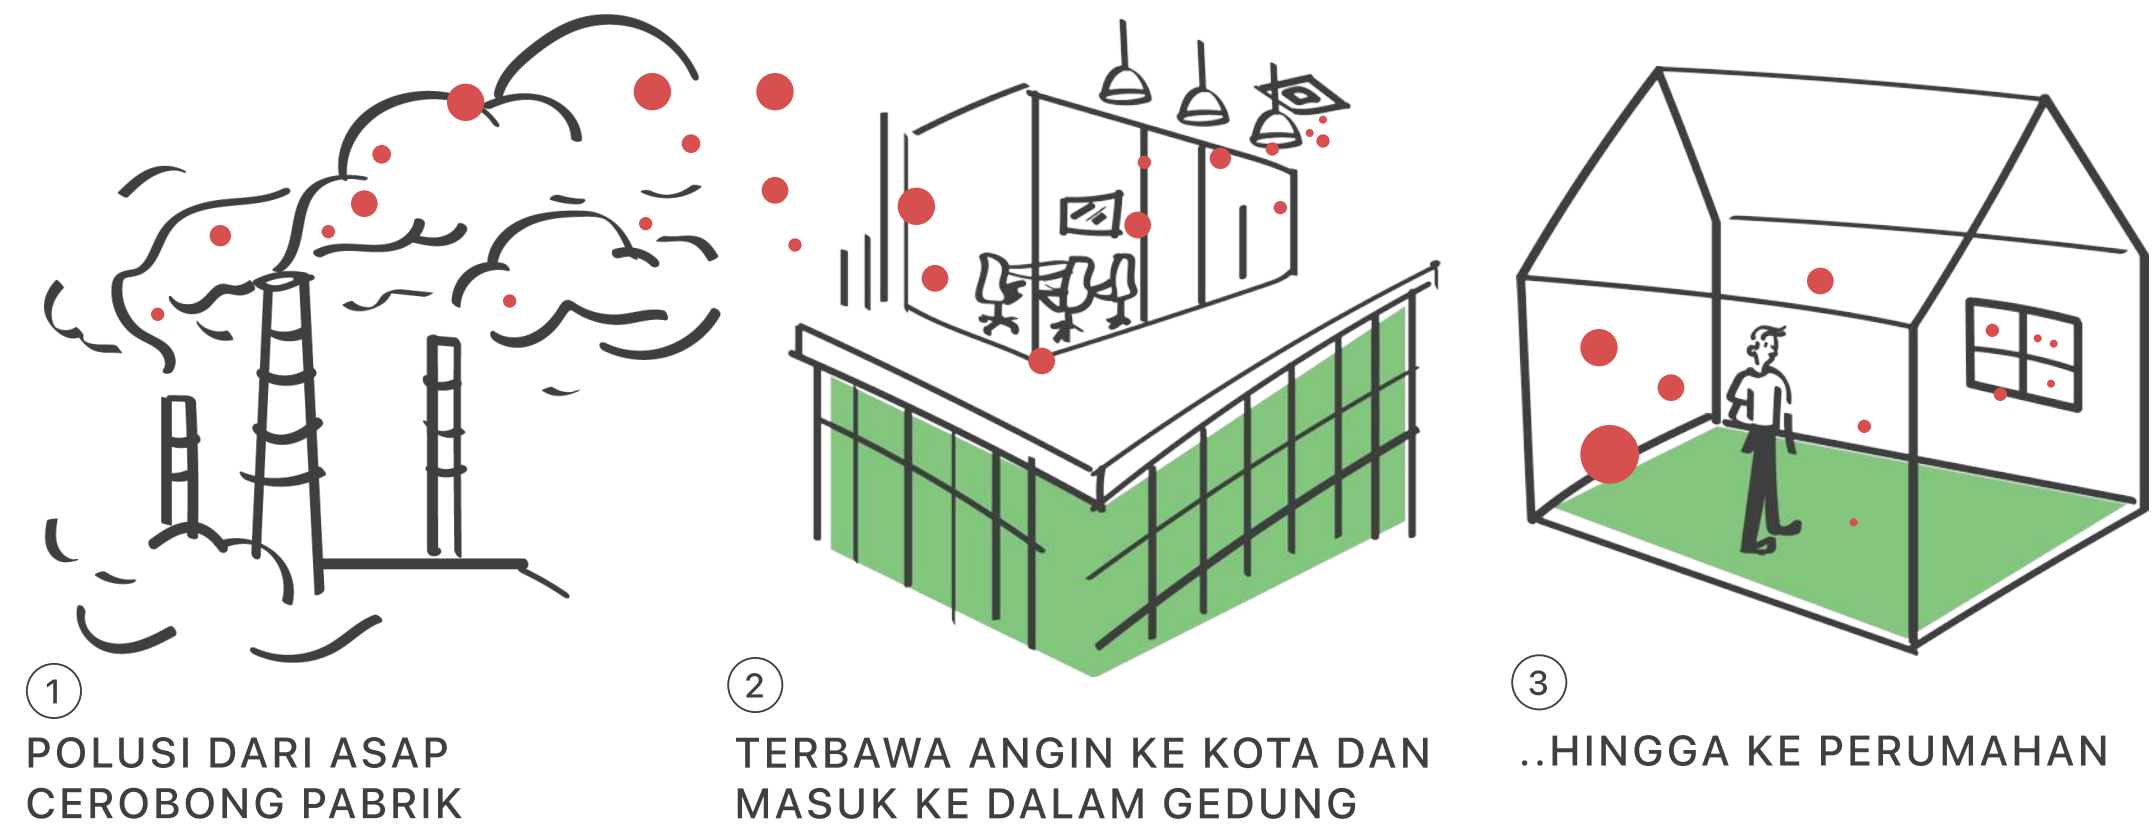 1
POLUSI DARI ASAP
CEROBONG PABRIK
2
TERBAWA ANGIN KE KOTA DAN
MASUK KE DALAM GEDUNG
3
..HINGGA KE PERUMAHAN